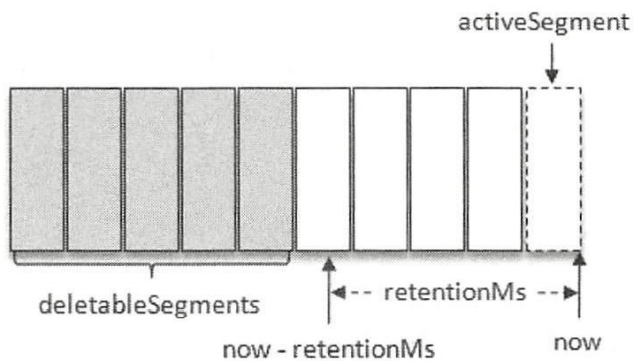 activeSegment
deletableSegments
retentionMs
now - retentionMs
now